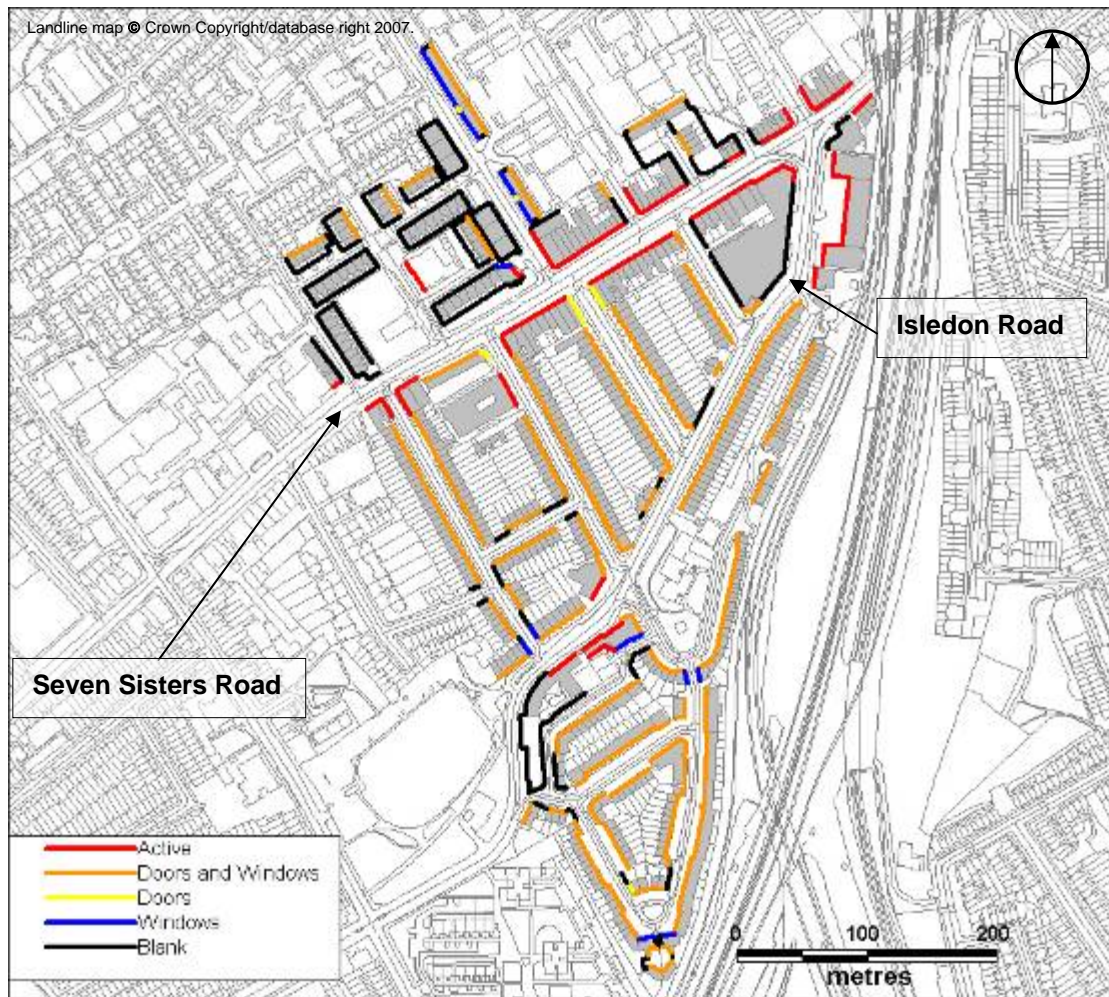 Landline map © Crown Copyright/database right 2007.
Isledon Road
Seven Sisters Road
Active
Doors and Windows
Doors
Windows
Blank
0 100 200
metres